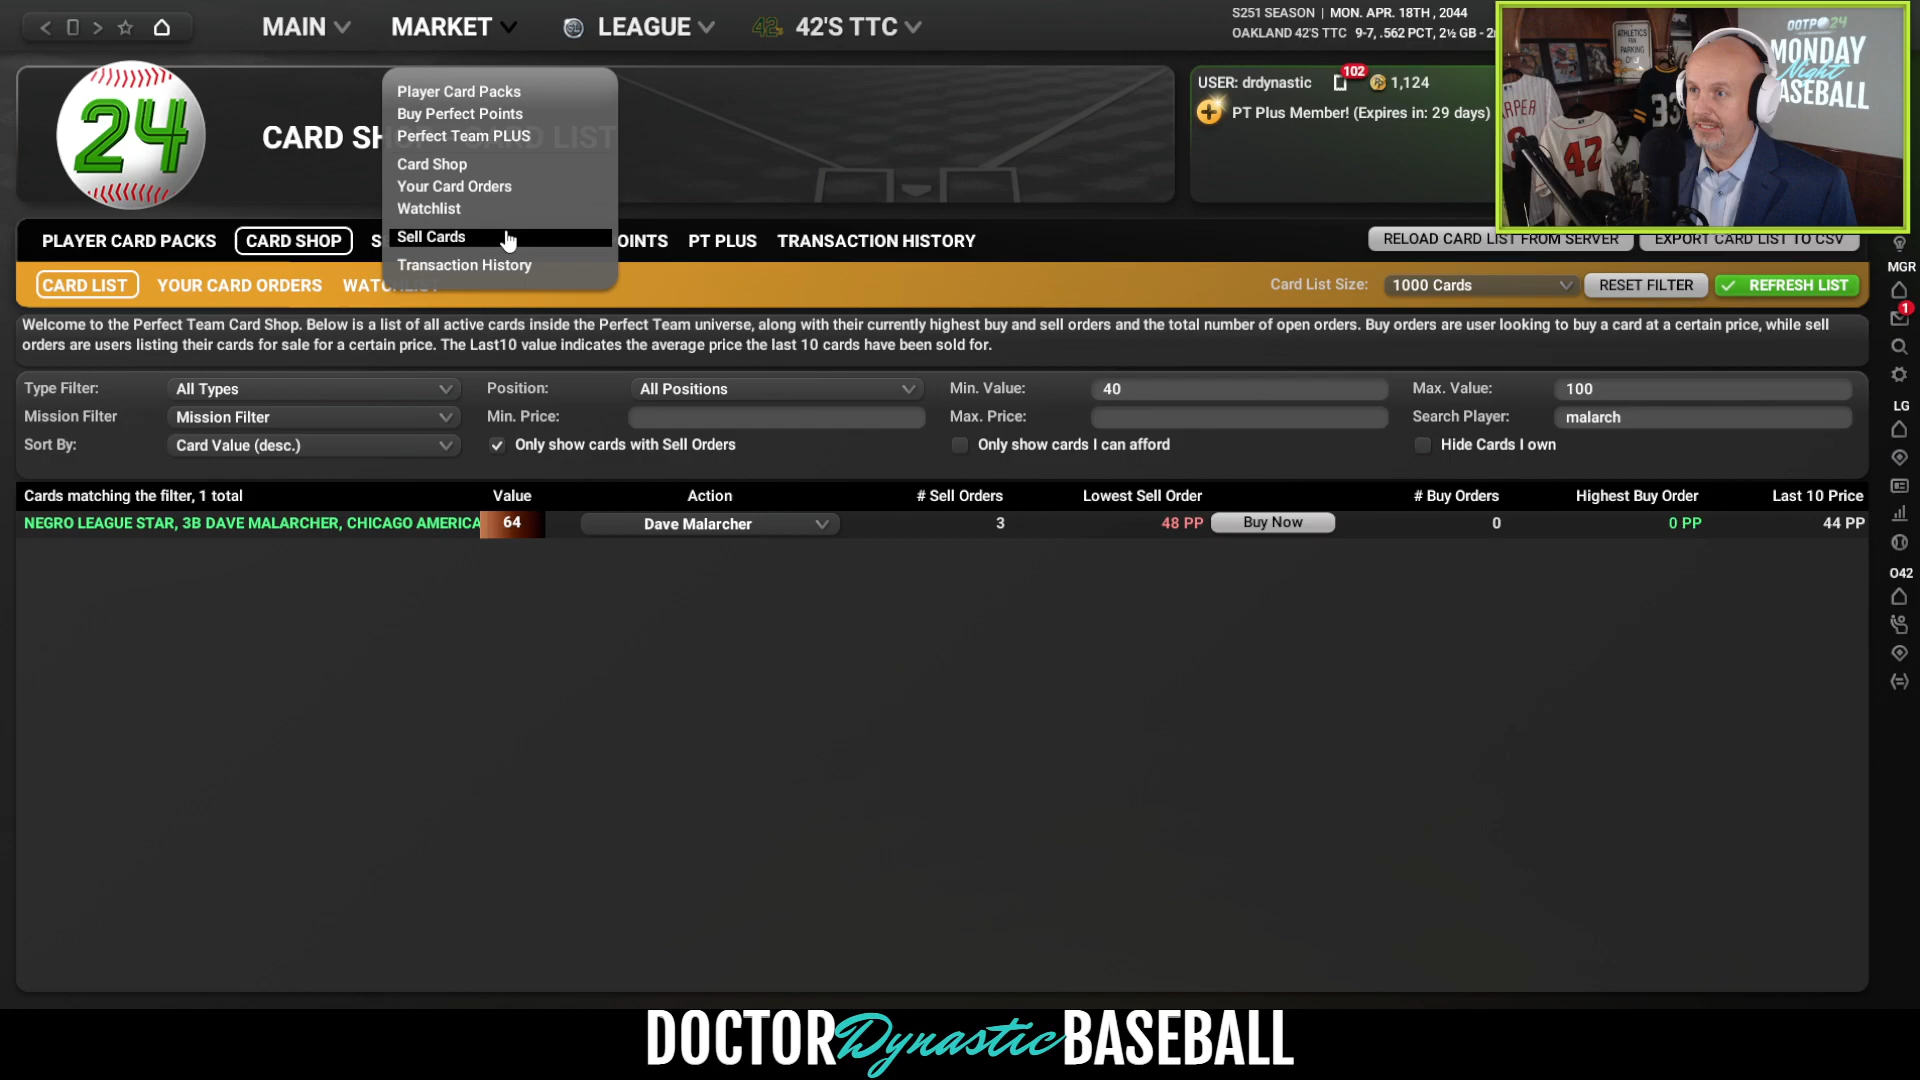 MAIN
MARKET
LEAGUE
42'S TTC
S251 SEASON | MON. APR. 18TH , 2044
OAKLAND 42'S TTC 9-7, .562 PCT, 2½ GB -
24
CARD SH
LIST
Player Card Packs
Buy Perfect Points
Perfect Team PLUS
Card Shop
Your Card Orders
Watchlist
Sell Cards
Transaction History
USER: drdynastic 102 1,124
PT Plus Member! (Expires in: 29 days)
OOTP 24
MONDAY
Night
BASEBALL
ATHLETICS
FAN
PARKING
ONLY
33
42
PLAYER CARD PACKS CARD SHOP S OINTS PT PLUS TRANSACTION HISTORY
RELOAD CARD LIST FROM SERVER EXPORT CARD LIST TO CSV
CARD LIST YOUR CARD ORDERS WATCHLIST Card List Size: 1000 Cards RESET FILTER REFRESH LIST
Welcome to the Perfect Team Card Shop. Below is a list of all active cards inside the Perfect Team universe, along with their currently highest buy and sell orders and the total number of open orders. Buy orders are user looking to buy a card at a certain price, while sell
orders are users listing their cards for sale for a certain price. The Last10 value indicates the average price the last 10 cards have been sold for.
Type Filter: All Types Position: All Positions Min. Value: 40 Max. Value: 100
Mission Filter Mission Filter Min. Price: Max. Price: Search Player: malarch
Sort By: Card Value (desc.) Only show cards with Sell Orders Only show cards I can afford Hide Cards I own
Cards matching the filter, 1 total Value Action # Sell Orders Lowest Sell Order # Buy Orders Highest Buy Order Last 10 Price
NEGRO LEAGUE STAR, 3B DAVE MALARCHER, CHICAGO AMERICA 64 Dave Malarcher 3 48 PP Buy Now 0 0 PP 44 PP
MGR
1
LG
O42
DOCTOR Dynastic BASEBALL